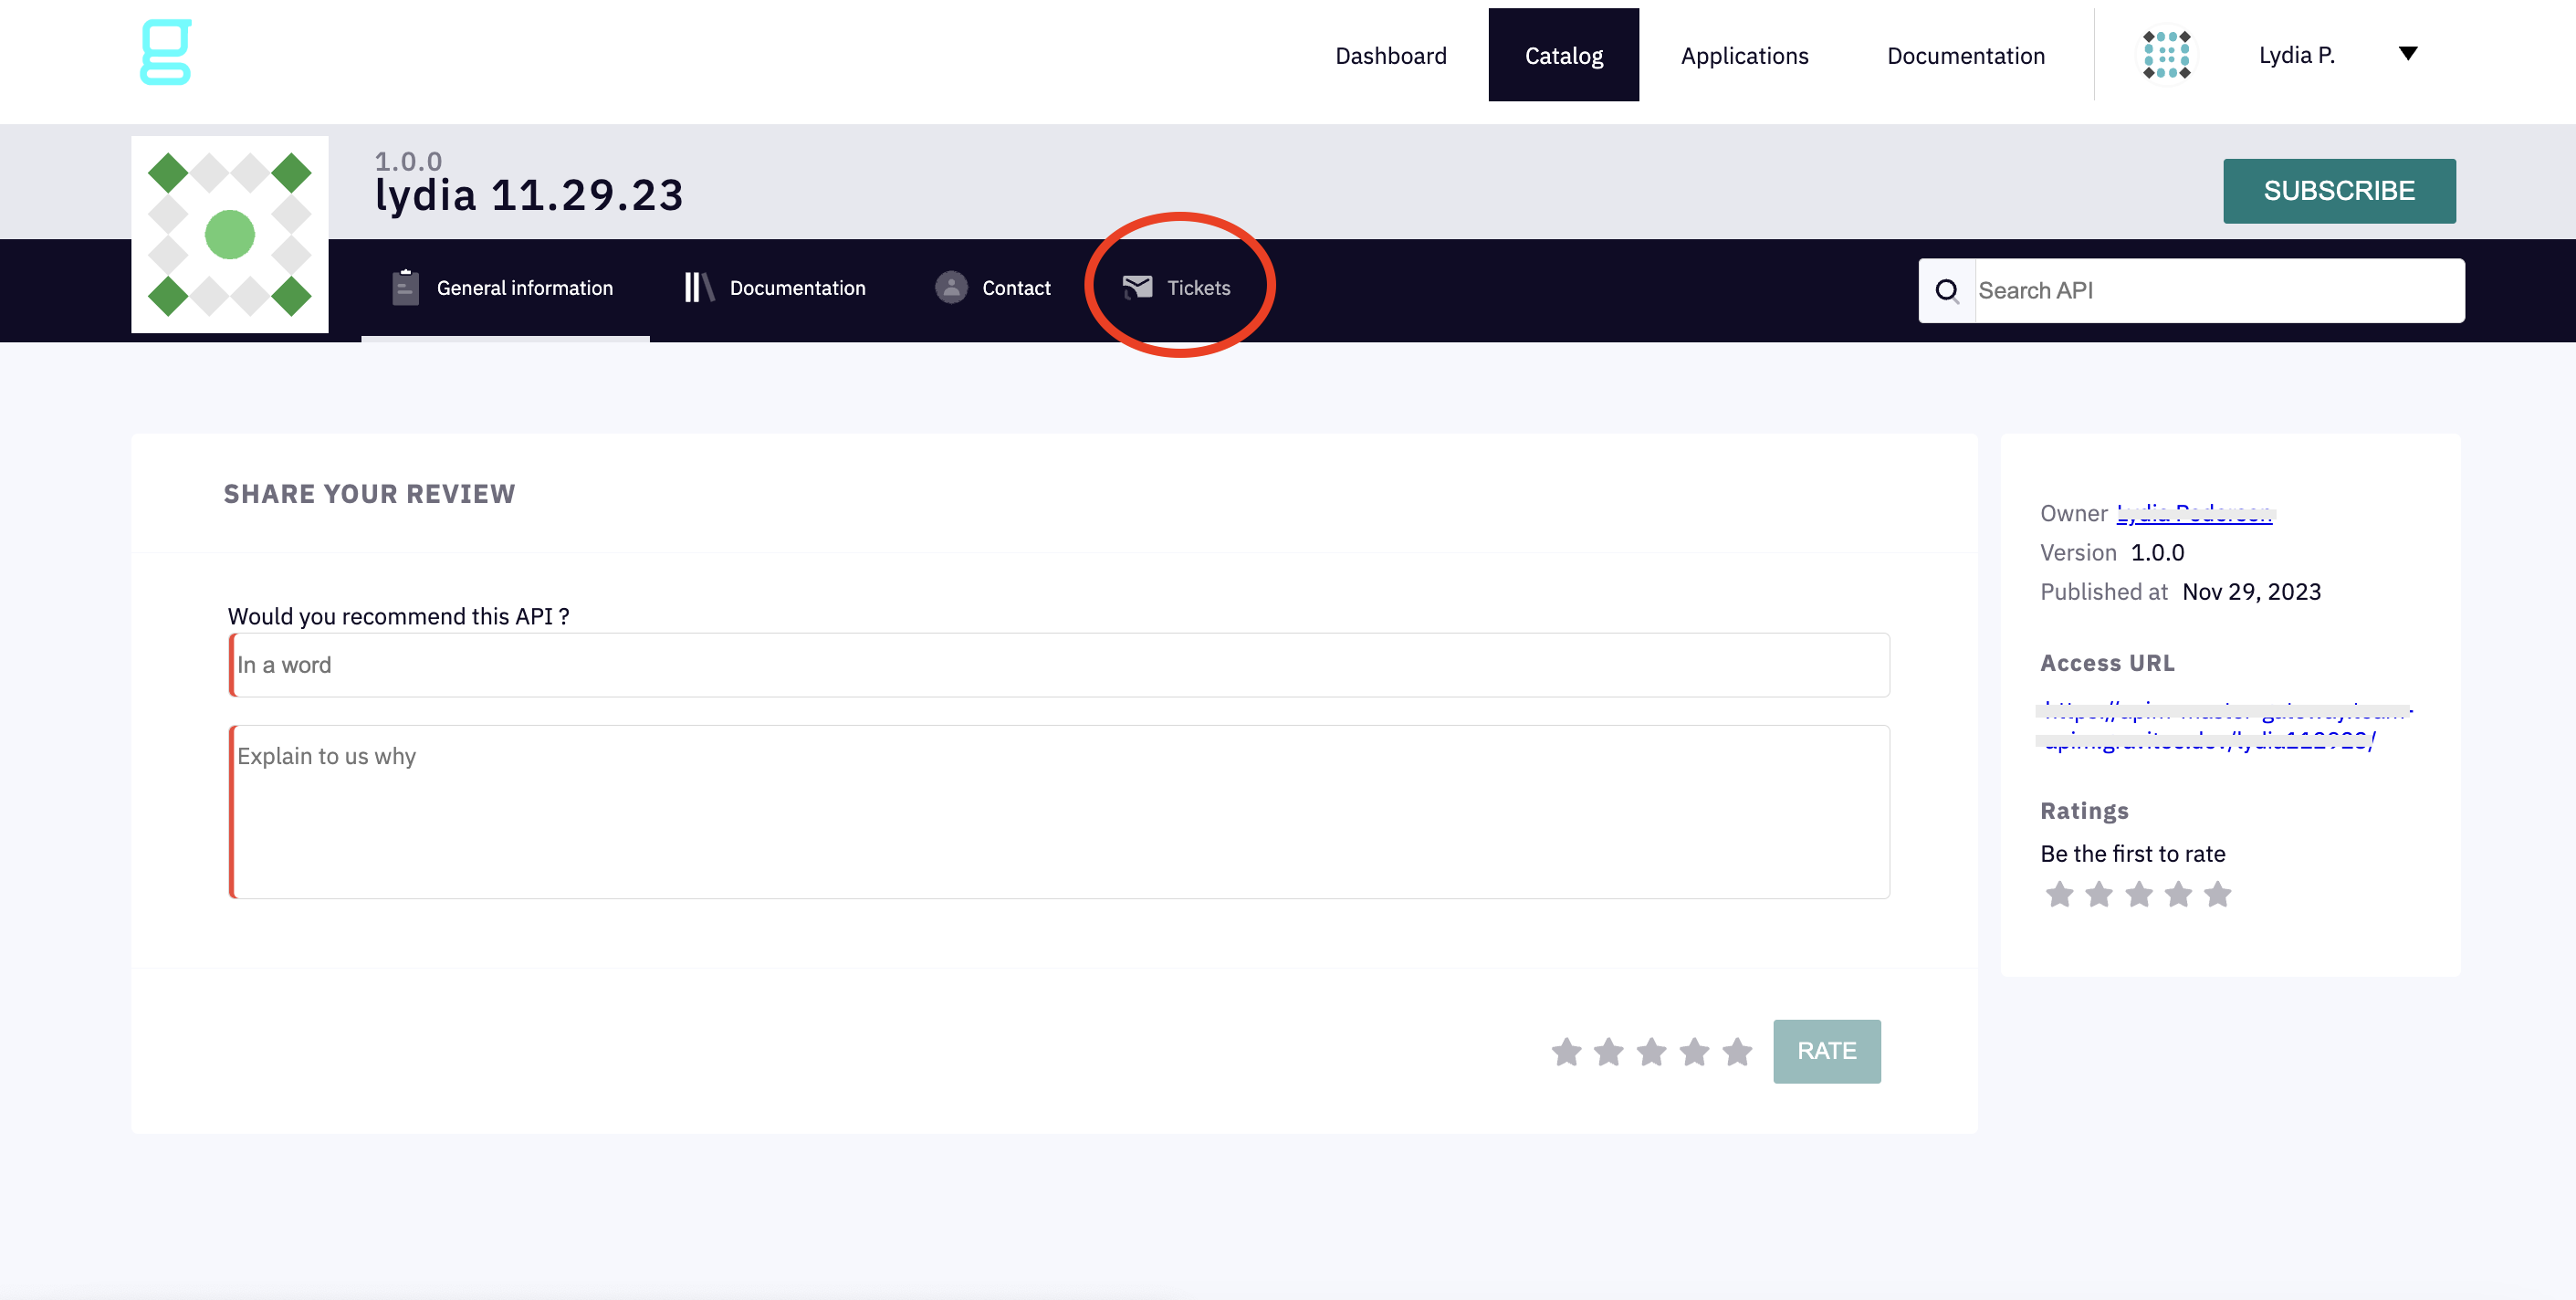 g
Dashboard
Catalog
Applications
Documentation
Lydia P.
1.0.0
lydia 11.29.23
SUBSCRIBE
General information
Documentation
Contact
Tickets
Search API
SHARE YOUR REVIEW
Would you recommend this API ?
In a word
Explain to us why
RATE
Owner
Version 1.0.0
Published at Nov 29, 2023
Access URL
Ratings
Be the first to rate